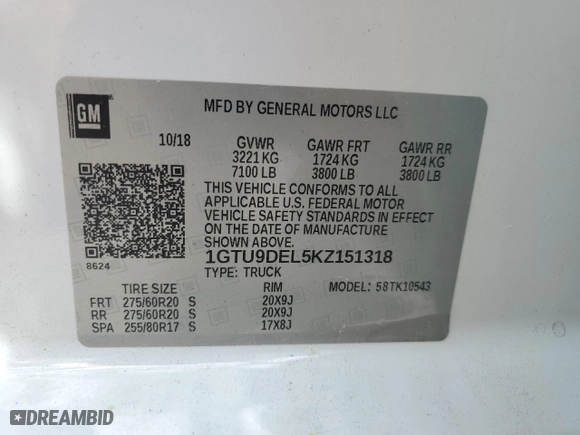 GM
MFD BY GENERAL MOTORS LLC
10/18 GVWR GAWR FRT GAWR RR
3221 KG 1724 KG 1724 KG
7100 LB 3800 LB 3800 LB
THIS VEHICLE CONFORMS TO ALL
APPLICABLE U.S. FEDERAL MOTOR
VEHICLE SAFETY STANDARDS IN EFFECT
ON THE DATE OF MANUFACTURE
SHOWN ABOVE.
8624
1GTU9DEL5KZ151318
TYPE: TRUCK
MODEL: 58TK10543
TIRE SIZE RIM
FRT 275/60R20 S 20X9J
RR 275/60R20 S 20X9J
SPA 255/80R17 S 17X8J
DREAMBID